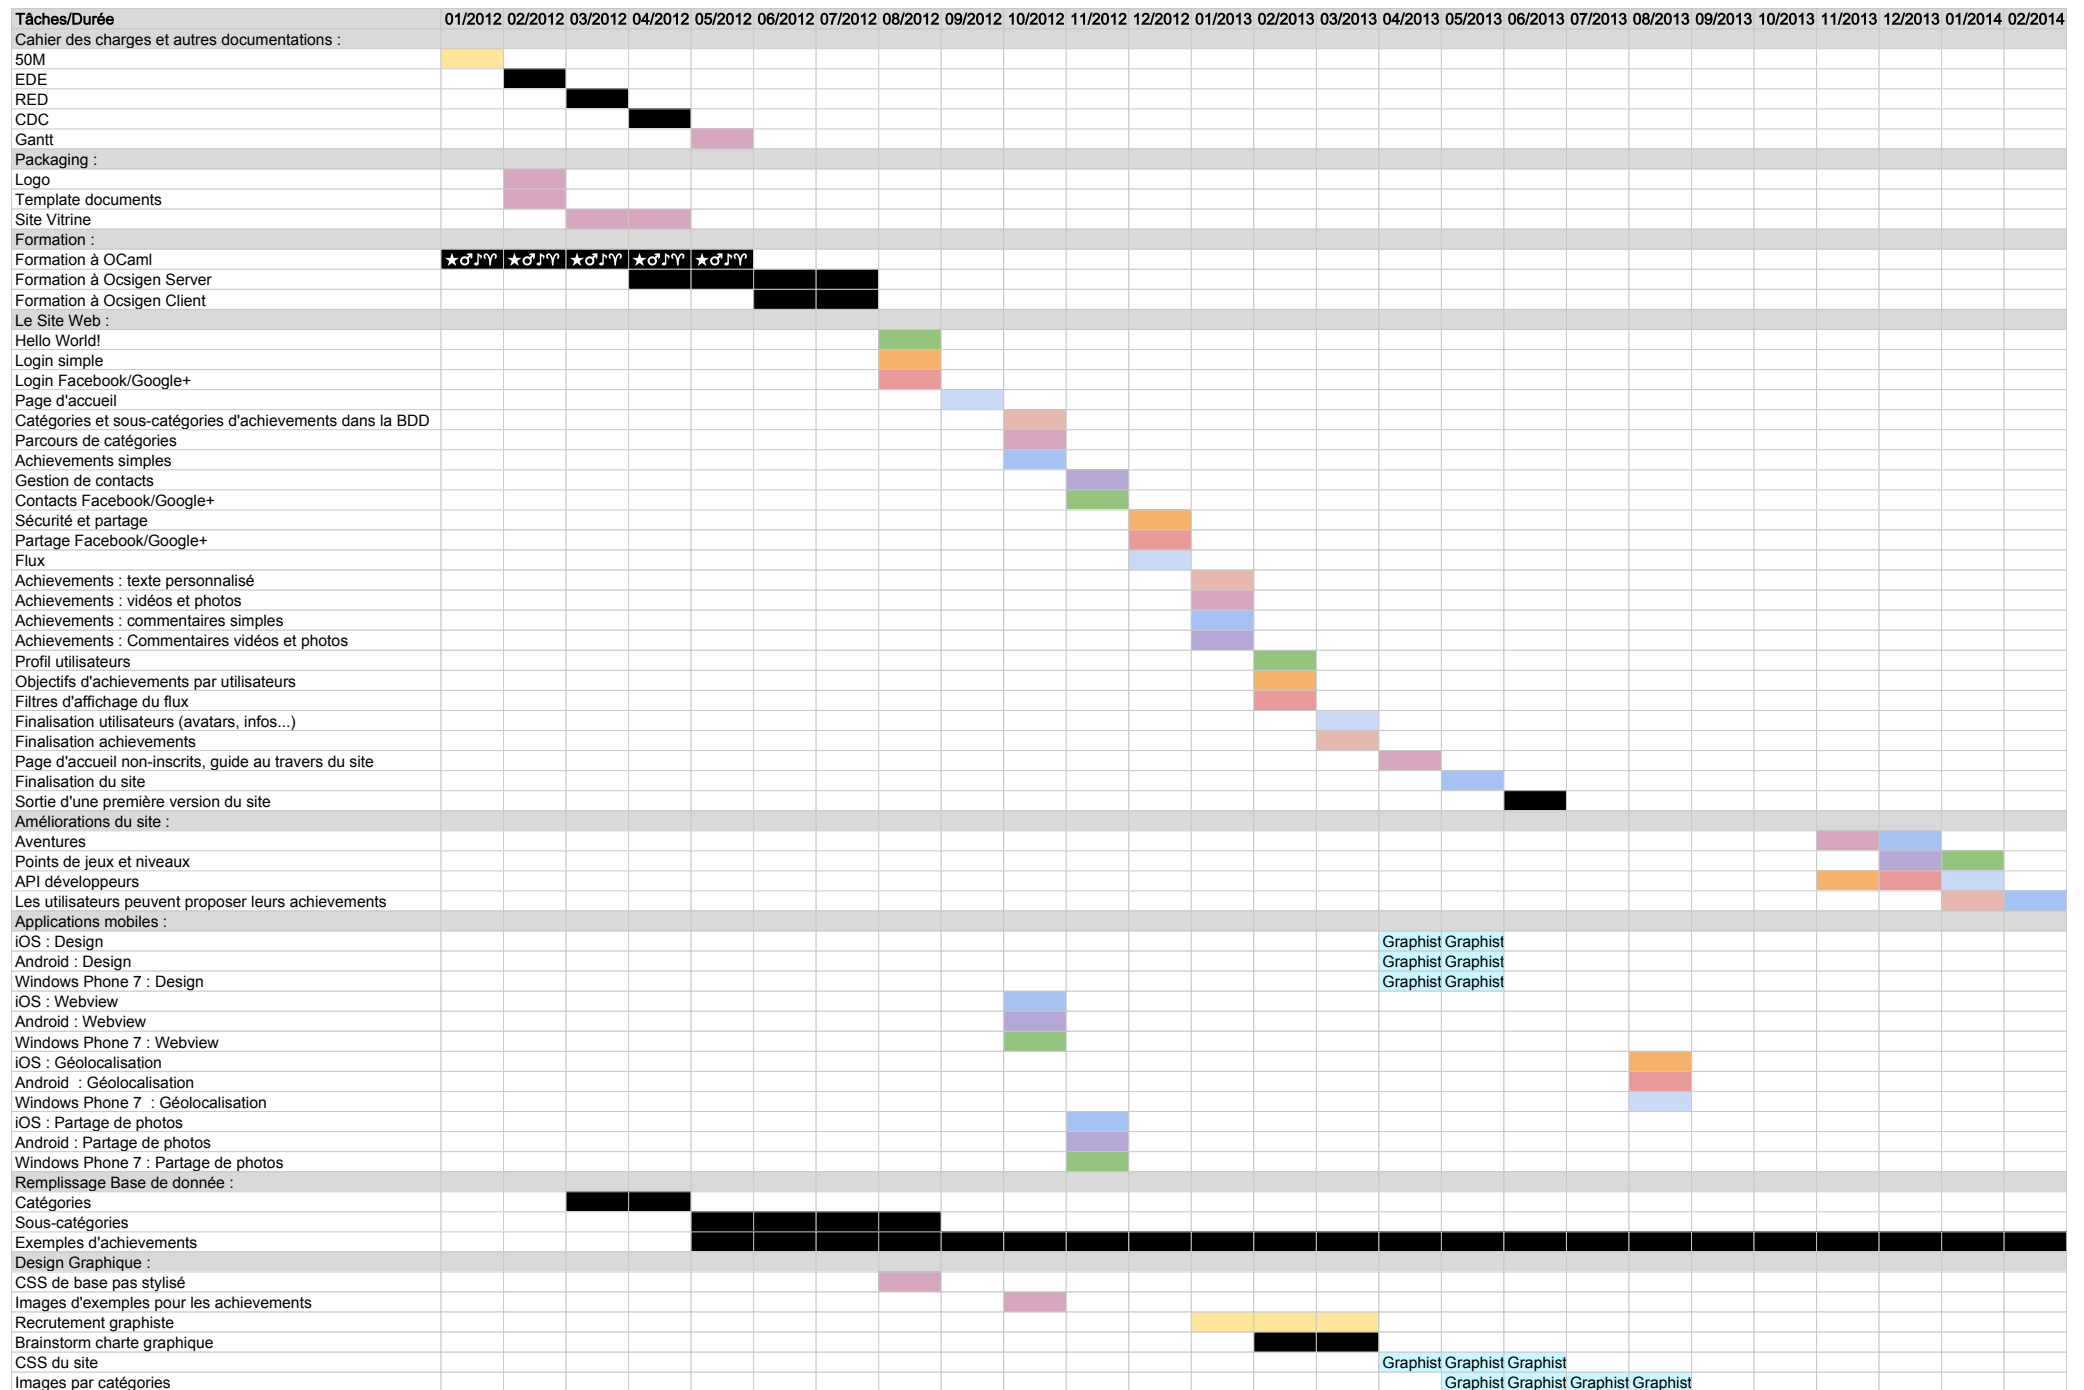 Tâches/Durée 01/2012 02/2012 03/2012 04/2012 05/2012 06/2012 07/2012 08/2012 09/2012 10/2012 11/2012 12/2012 01/2013 02/2013 03/2013 04/2013 05/2013 06/2013 07/2013 08/2013 09/2013 10/2013 11/2013 12/2013 01/2014 02/2014
Cahier des charges et autres documentations :
50M
EDE
RED
CDC
Gantt
Packaging :
Logo
Template documents
Site Vitrine
Formation :
Formation à OCaml ★♂♪♈ ★♂♪♈ ★♂♪♈ ★♂♪♈ ★♂♪♈
Formation à Ocsigen Server
Formation à Ocsigen Client
Le Site Web :
Hello World!
Login simple
Login Facebook/Google+
Page d'accueil
Catégories et sous-catégories d'achievements dans la BDD
Parcours de catégories
Achievements simples
Gestion de contacts
Contacts Facebook/Google+
Sécurité et partage
Partage Facebook/Google+
Flux
Achievements : texte personnalisé
Achievements : vidéos et photos
Achievements : commentaires simples
Achievements : Commentaires vidéos et photos
Profil utilisateurs
Objectifs d'achievements par utilisateurs
Filtres d'affichage du flux
Finalisation utilisateurs (avatars, infos...)
Finalisation achievements
Page d'accueil non-inscrits, guide au travers du site
Finalisation du site
Sortie d'une première version du site
Améliorations du site :
Aventures
Points de jeux et niveaux
API développeurs
Les utilisateurs peuvent proposer leurs achievements
Applications mobiles :
iOS : Design Graphist Graphist
Android : Design Graphist Graphist
Windows Phone 7 : Design Graphist Graphist
iOS : Webview
Android : Webview
Windows Phone 7 : Webview
iOS : Géolocalisation
Android  : Géolocalisation
Windows Phone 7  : Géolocalisation
iOS : Partage de photos
Android : Partage de photos
Windows Phone 7 : Partage de photos
Remplissage Base de donnée :
Catégories
Sous-catégories
Exemples d'achievements
Design Graphique :
CSS de base pas stylisé
Images d'exemples pour les achievements
Recrutement graphiste
Brainstorm charte graphique
CSS du site Graphist Graphist Graphist
Images par catégories Graphist Graphist Graphist Graphist